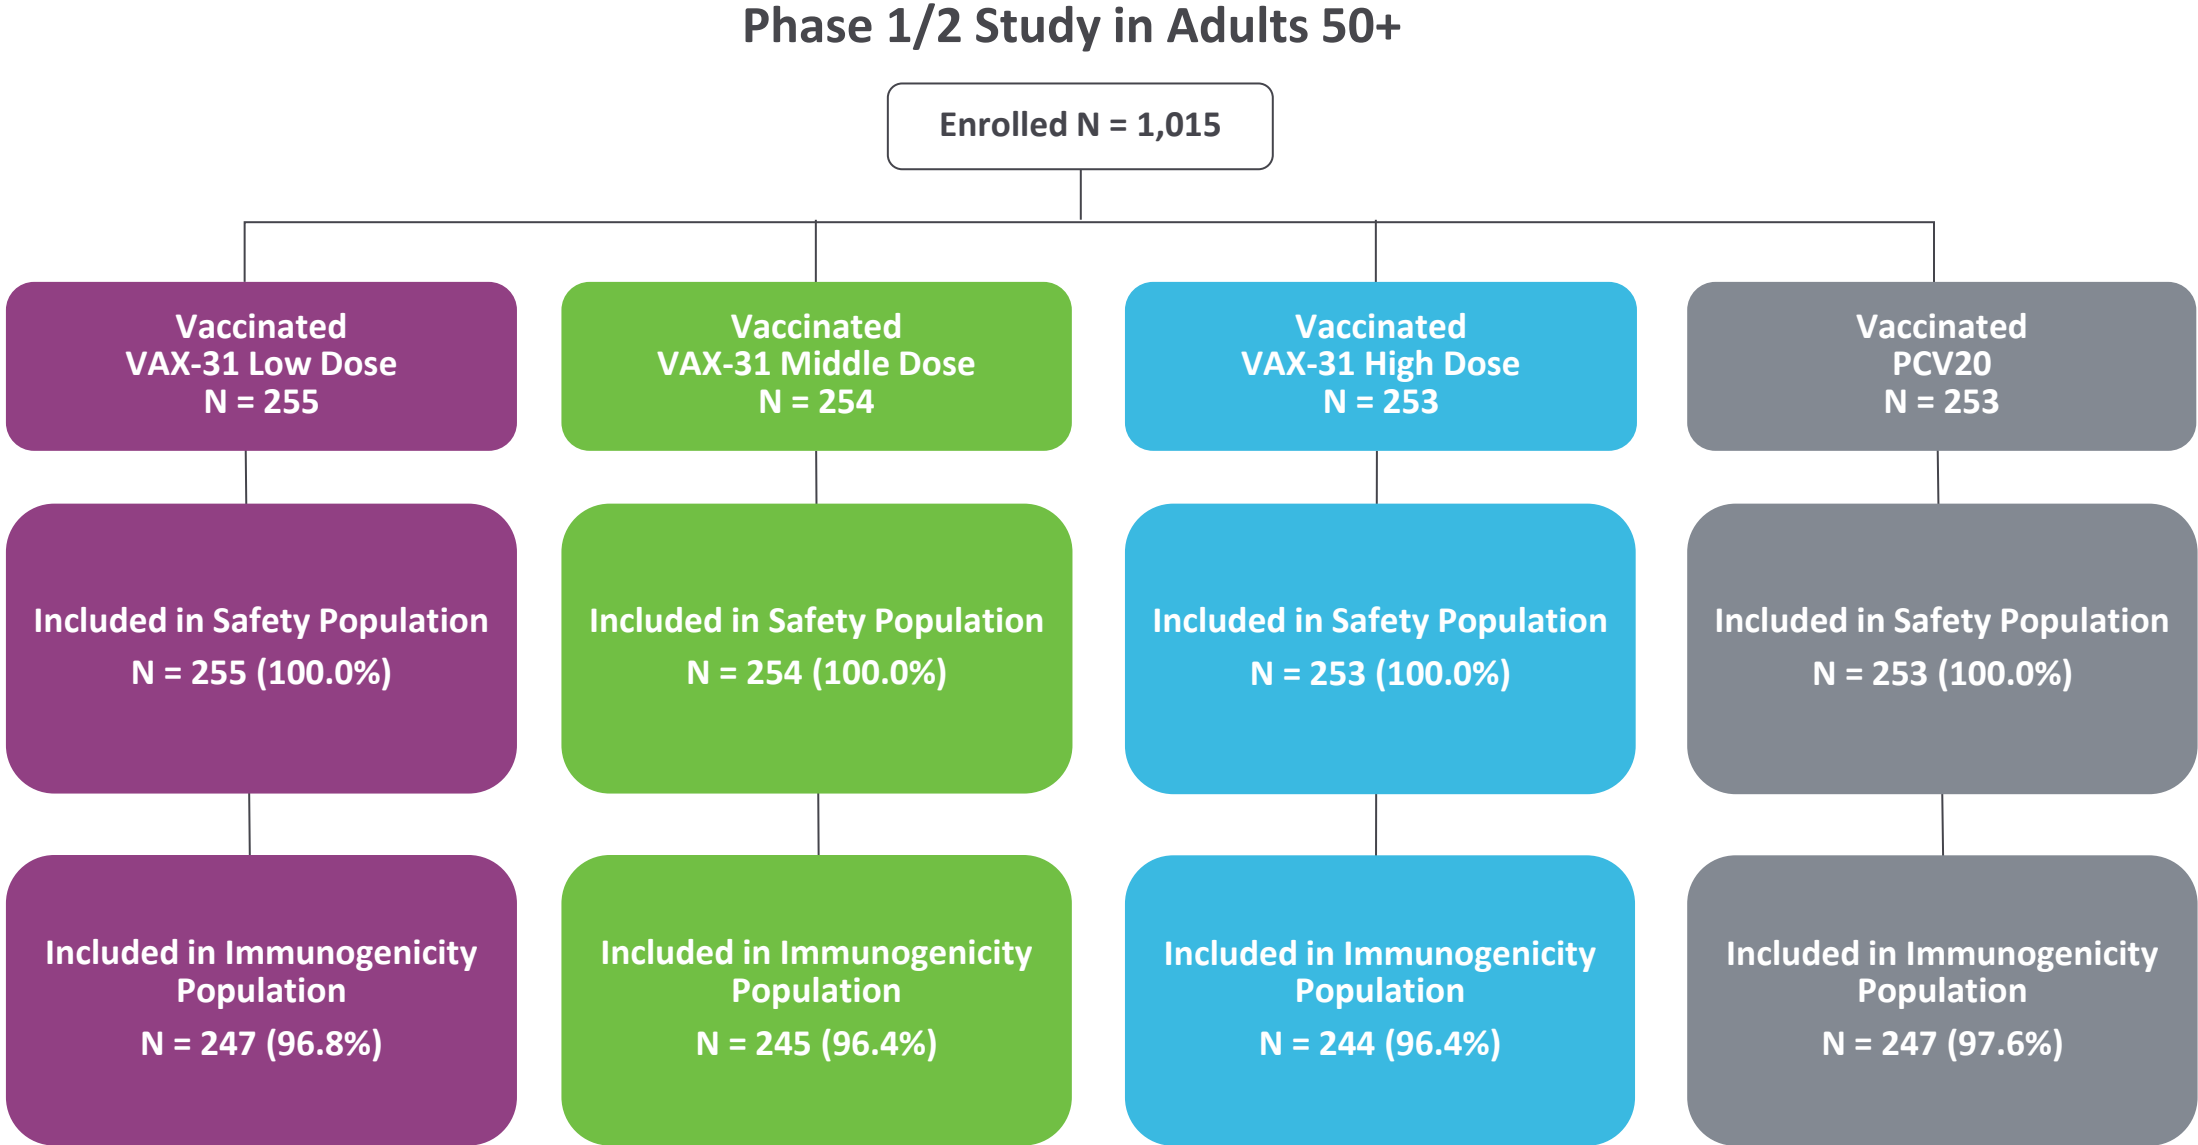 Phase 1/2 Study in Adults 50+
Enrolled N = 1,015
Vaccinated
VAX-31 Low Dose
N = 255
Vaccinated
VAX-31 Middle Dose
N = 254
Vaccinated
VAX-31 High Dose
N = 253
Vaccinated
PCV20
N = 253
Included in Safety Population
N = 255 (100.0%)
Included in Safety Population
N = 254 (100.0%)
Included in Safety Population
N = 253 (100.0%)
Included in Safety Population
N = 253 (100.0%)
Included in Immunogenicity
Population
N = 247 (96.8%)
Included in Immunogenicity
Population
N = 245 (96.4%)
Included in Immunogenicity
Population
N = 244 (96.4%)
Included in Immunogenicity
Population
N = 247 (97.6%)